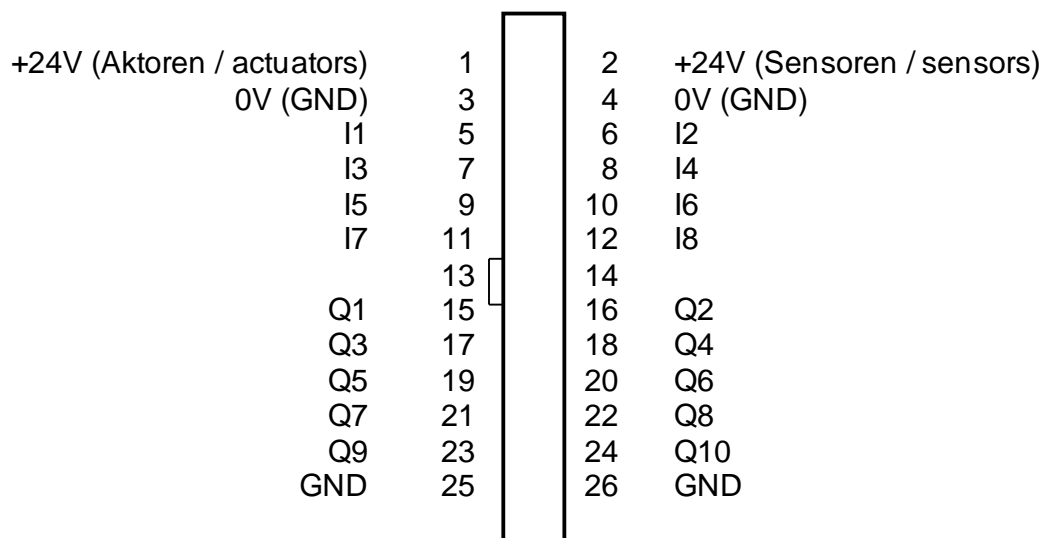 +24V (Aktoren / actuators) 1 2 +24V (Sensoren / sensors)
0V (GND) 3 4 0V (GND)
I1 5 6 I2
I3 7 8 I4
I5 9 10 I6
I7 11 12 I8
13 14
Q1 15 16 Q2
Q3 17 18 Q4
Q5 19 20 Q6
Q7 21 22 Q8
Q9 23 24 Q10
GND 25 26 GND